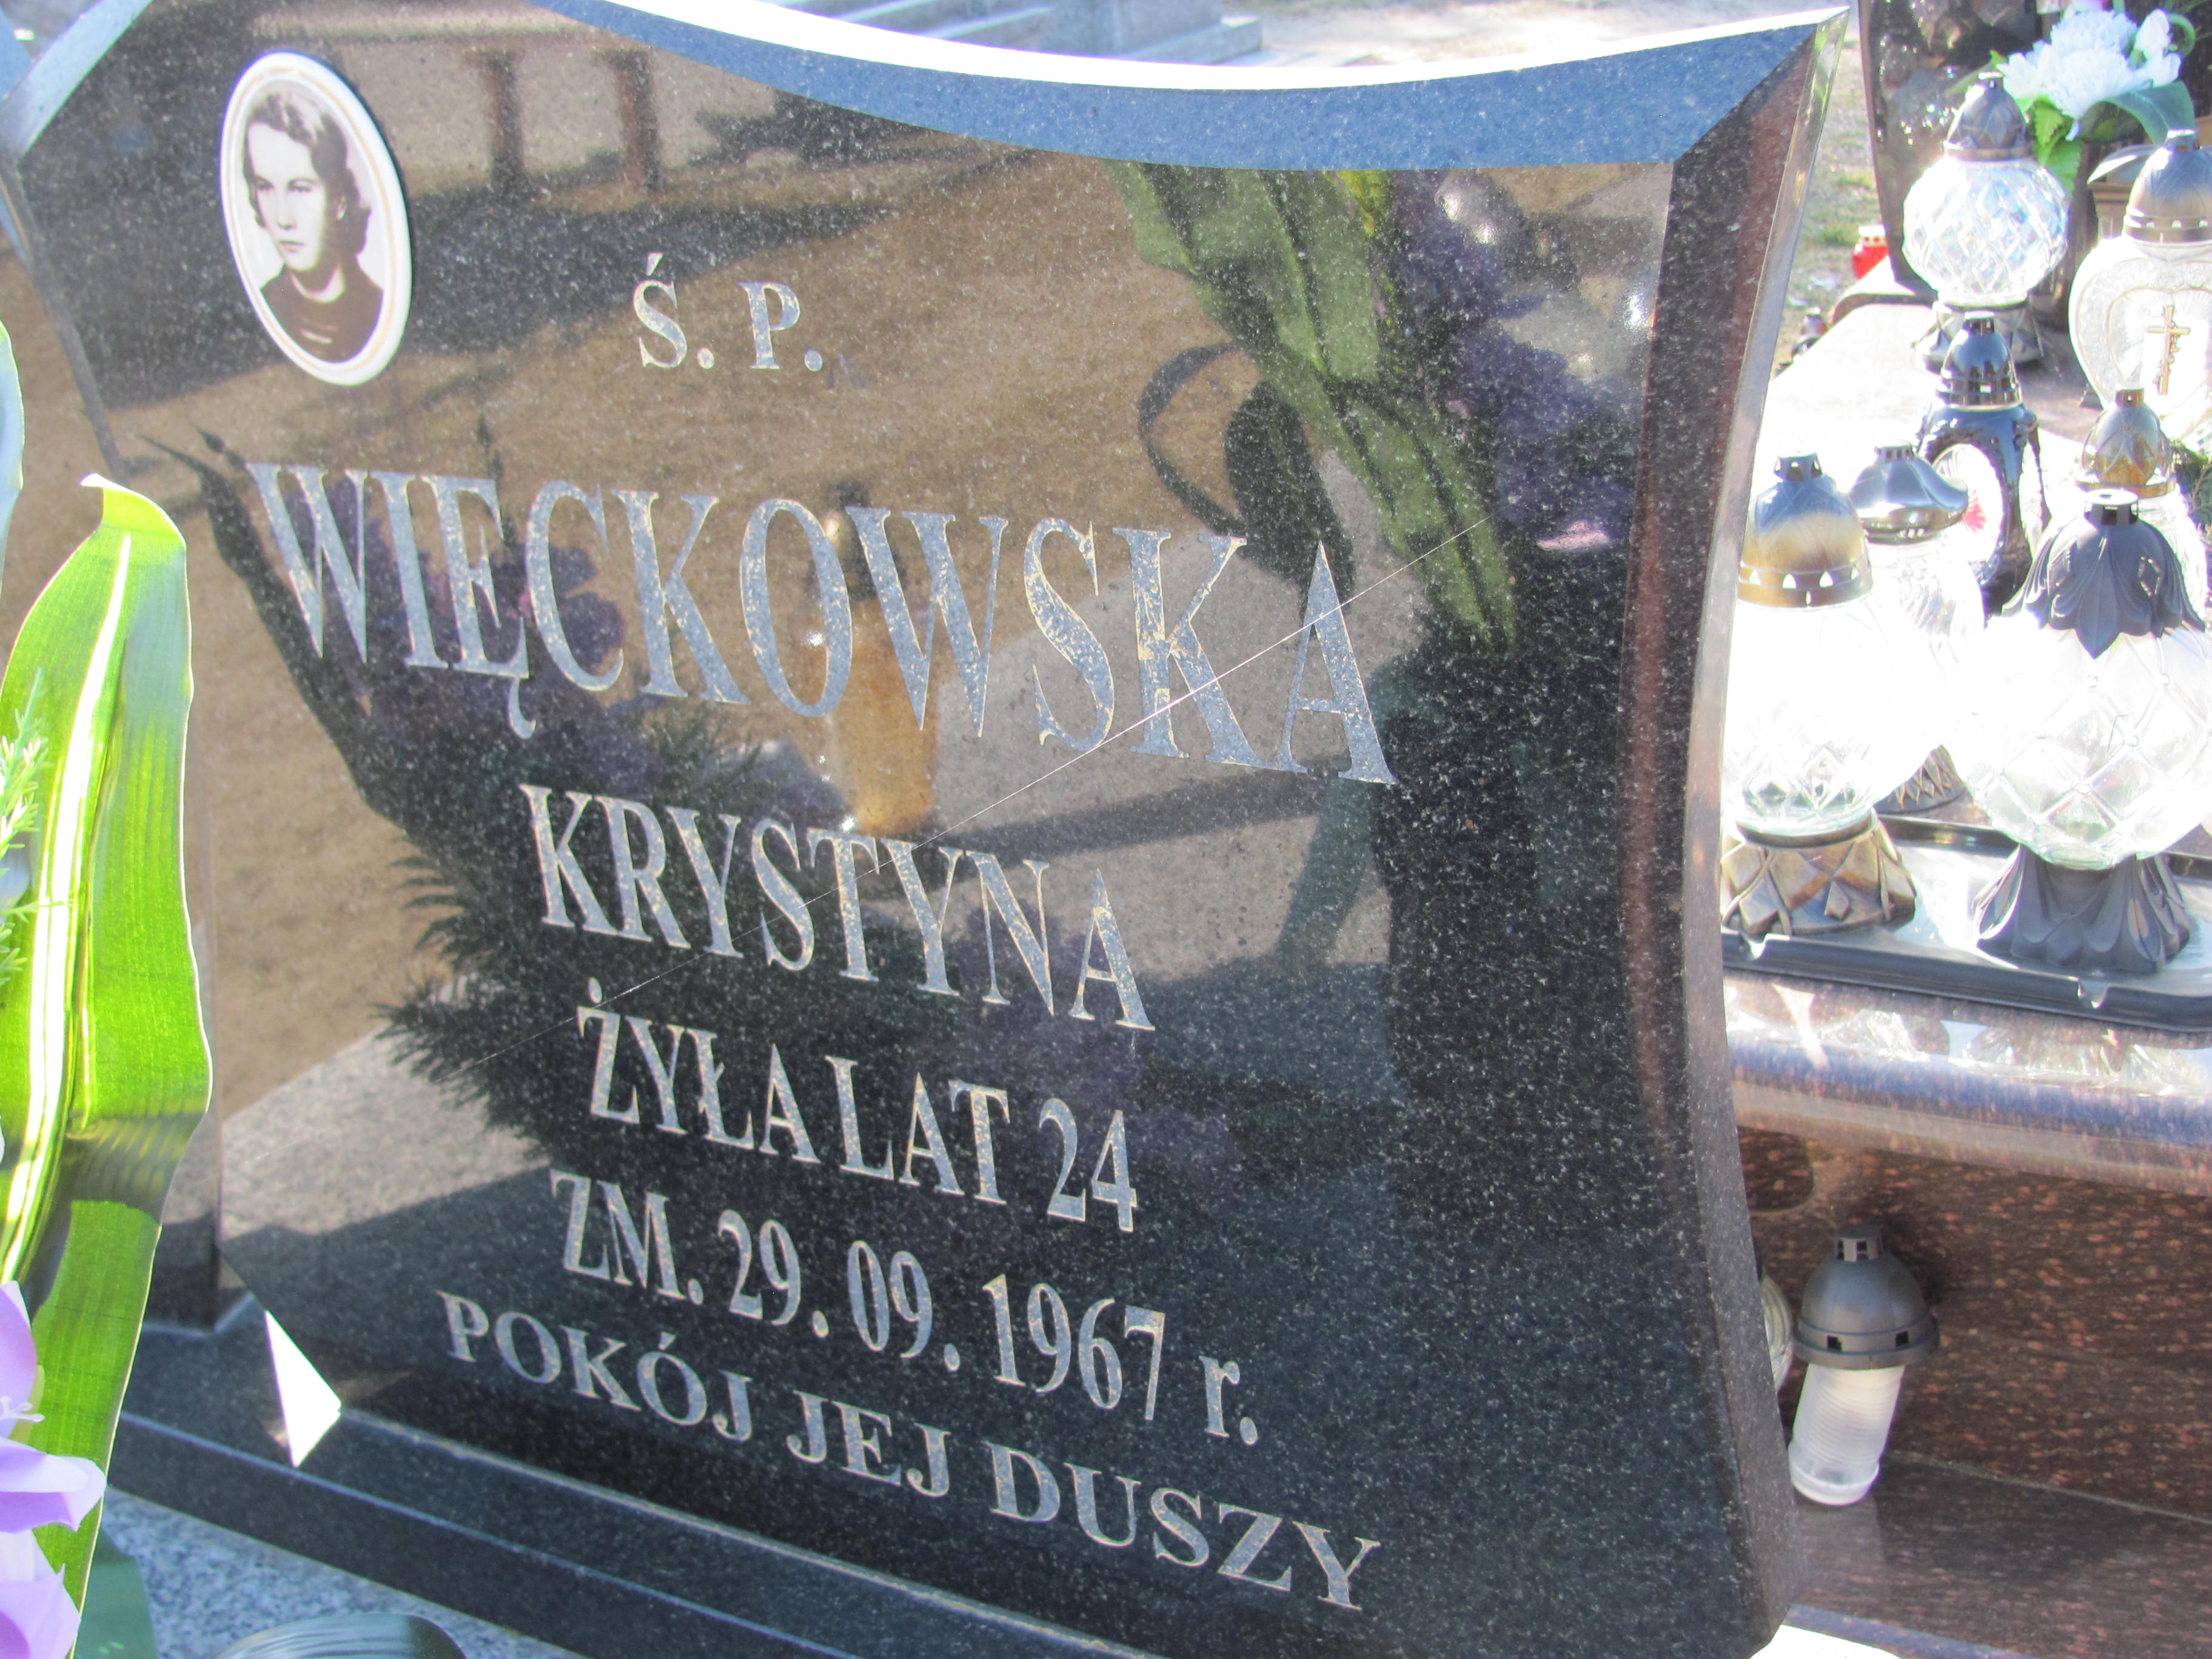 Ś. P.
WIĘCKOWSKA
KRYSTYNA
ŻYŁA LAT 24
ZM. 29. 09. 1967 r.
POKÓJ JEJ DUSZY